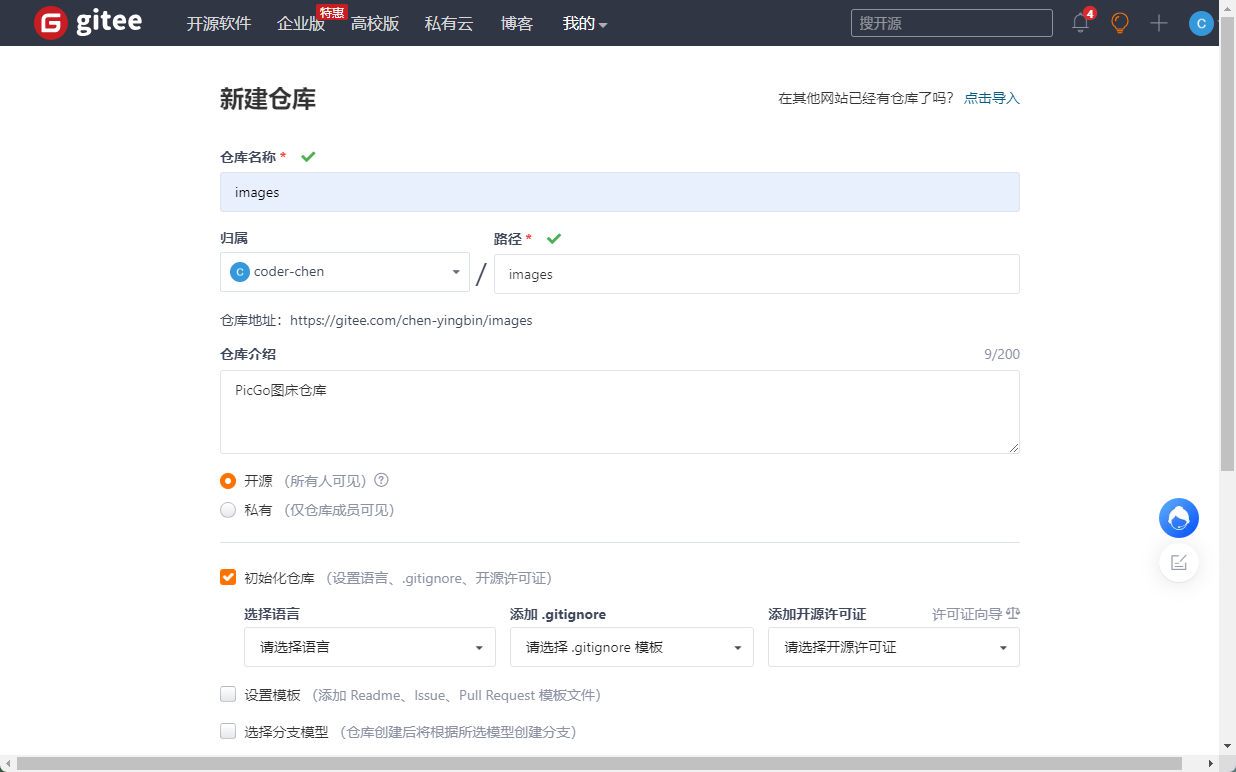 gitee 开源软件 企业版 特惠 高校版 私有云 博客 我的 搜开源 4 C
新建仓库 在其他网站已经有仓库了吗? 点击导入
仓库名称 *
images
归属 路径 *
C coder-chen / images
仓库地址：https://gitee.com/chen-yingbin/images
仓库介绍 9/200
PicGo图床仓库
开源（所有人可见）?
私有（仅仓库成员可见）
初始化仓库（设置语言、.gitignore、开源许可证）
选择语言 添加 .gitignore 添加开源许可证 许可证向导
请选择语言 请选择 .gitignore 模板 请选择开源许可证
设置模板（添加 Readme、Issue、Pull Request 模板文件）
选择分支模型（仓库创建后将根据所选模型创建分支）